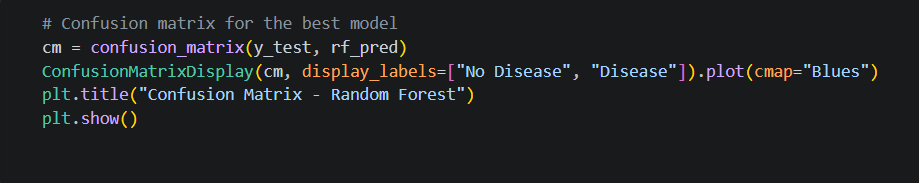 # Confusion matrix for the best model
cm = confusion_matrix(y_test, rf_pred)
ConfusionMatrixDisplay(cm, display_labels=["No Disease", "Disease"]).plot(cmap="Blues")
plt.title("Confusion Matrix - Random Forest")
plt.show()